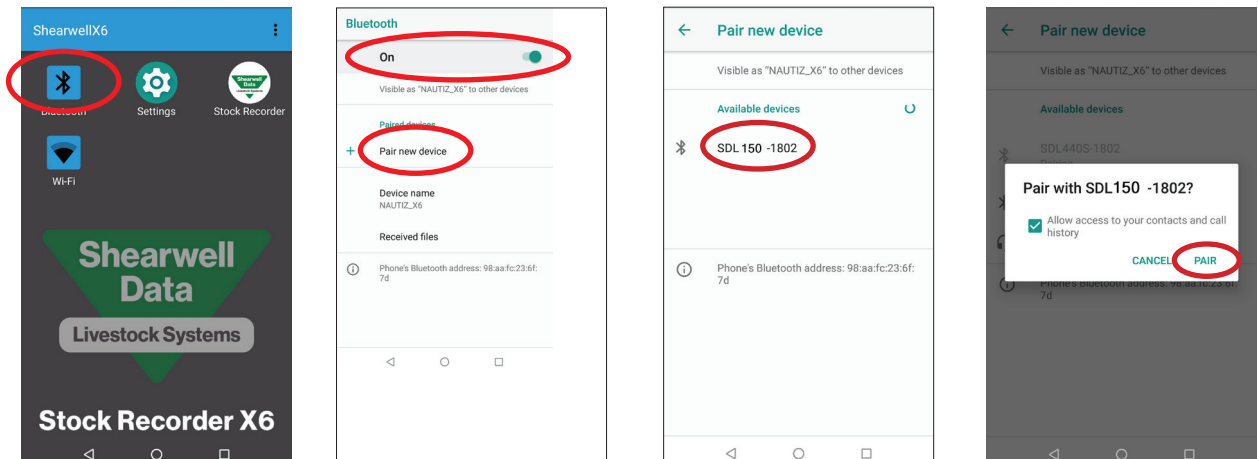 ShearwellX6
Bluetooth
Settings
Stock Recorder
Shearwell
Data
Livestock Systems
Wi-Fi
Shearwell
Data
Livestock Systems
Stock Recorder X6
Bluetooth
On
Visible as "NAUTIZ_X6" to other devices
Paired devices
+ Pair new device
Device name
NAUTIZ_X6
Received files
Phone's Bluetooth address: 98:aa:fc:23:6f:
7d
Pair new device
Visible as "NAUTIZ_X6" to other devices
Available devices
SDL 150 -1802
Phone's Bluetooth address: 98:aa:fc:23:6f:
7d
Pair new device
Visible as "NAUTIZ_X6" to other devices
Available devices
SDL440S-1802
Pair with SDL150 -1802?
Allow access to your contacts and call
history
CANCEL PAIR
Phone's Bluetooth address: 98:aa:fc:23:6f:
7d